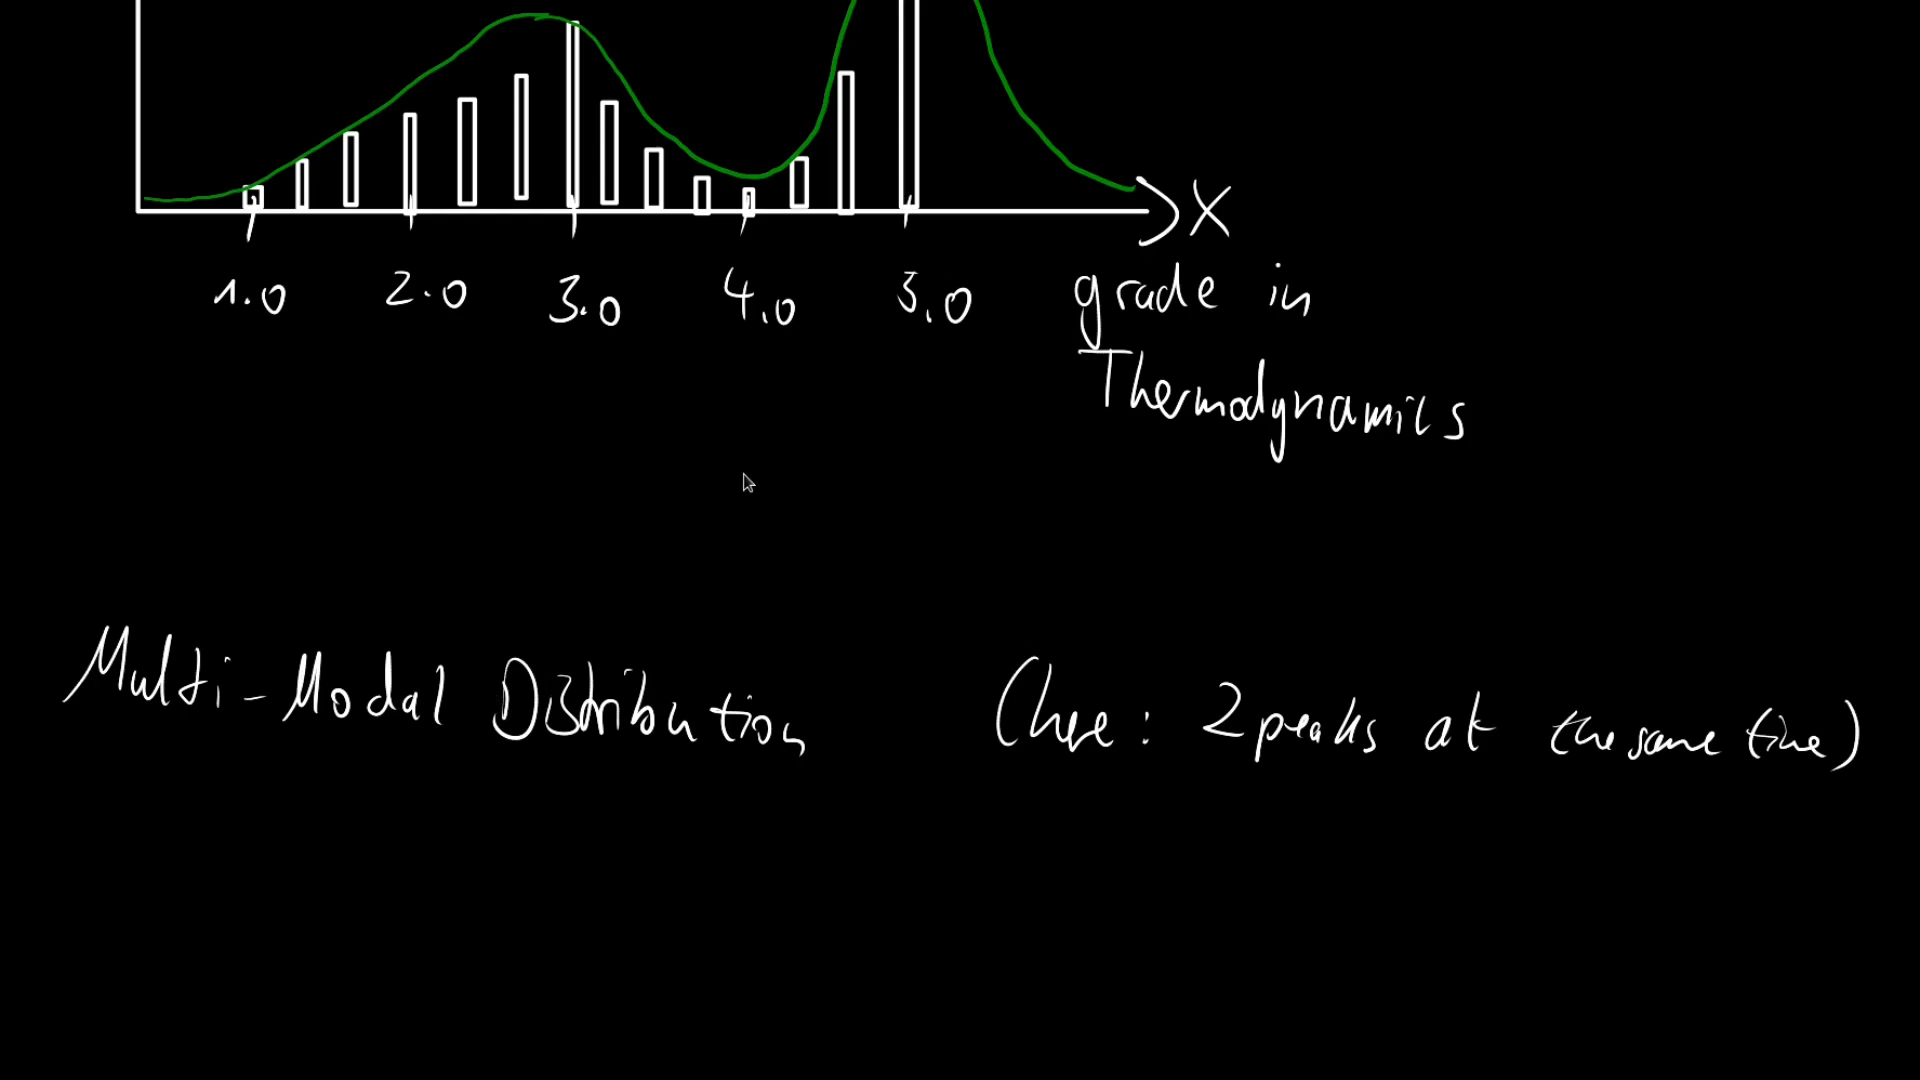 X
1.0 2.0 3.0 4.0 5.0 grade in
Thermodynamics
Multi-Modal Distribution (here: 2 peaks at the same time)